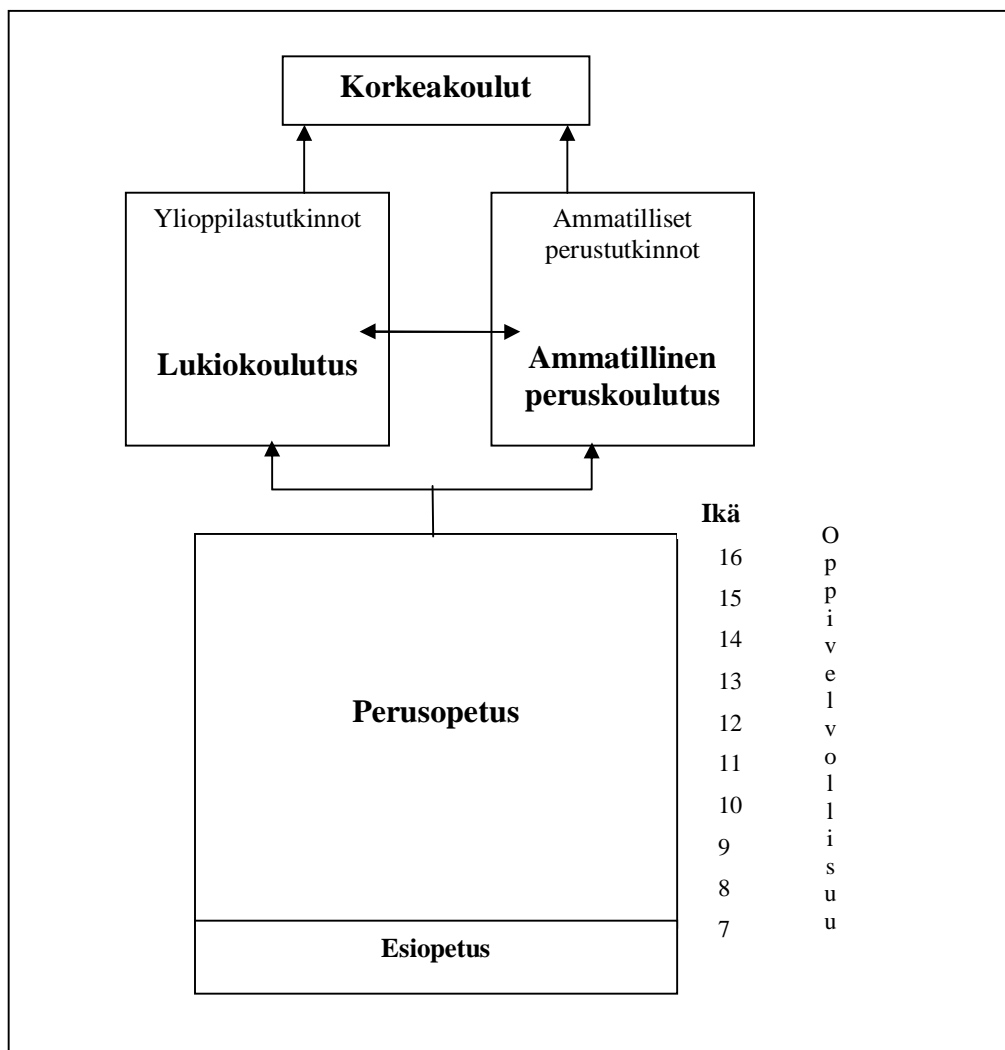 Korkeakoulut
Ylioppilastutkinnot
Ammatilliset
perustutkinnot
Lukiokoulutus
Ammatillinen
peruskoulutus
Ikä
16
15
14
13
12
11
10
9
8
7
O
p
p
i
v
e
l
v
o
l
l
i
s
u
u
Perusopetus
Esiopetus